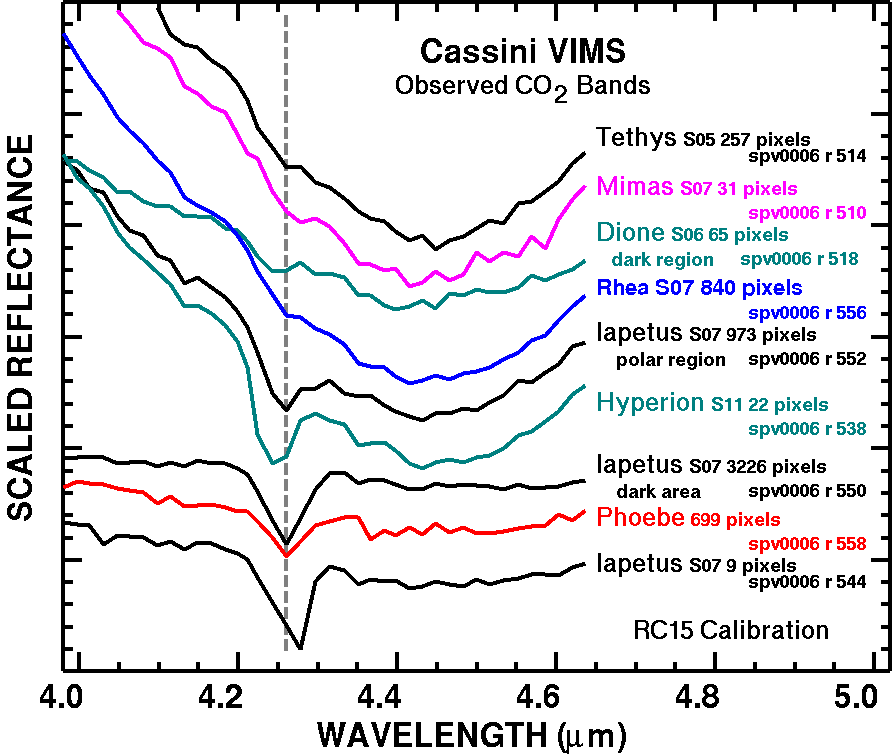 Cassini VIMS
Observed CO2 Bands
Tethys S05 257 pixels
spv0006 r 514
Mimas S07 31 pixels
spv0006 r 510
Dione S06 65 pixels
dark region spv0006 r 518
Rhea S07 840 pixels
spv0006 r 556
Iapetus S07 973 pixels
polar region spv0006 r 552
Hyperion S11 22 pixels
spv0006 r 538
Iapetus S07 3226 pixels
dark area spv0006 r 550
Phoebe 699 pixels
spv0006 r 558
Iapetus S07 9 pixels
spv0006 r 544
RC15 Calibration
SCALED REFLECTANCE
4.0 4.2 4.4 4.6 4.8 5.0
WAVELENGTH (μm)